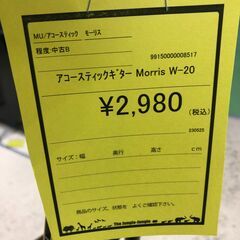 MU/アコースティック　モーリス
程度:中古B
99150000008517
アコースティックギター Morris W-20
¥2,980
(税込)
230525
サイズ:幅　奥行　高さ　cm
商品のサイズ、状態を　よくご確認下さい。
The Jungle-Jungle